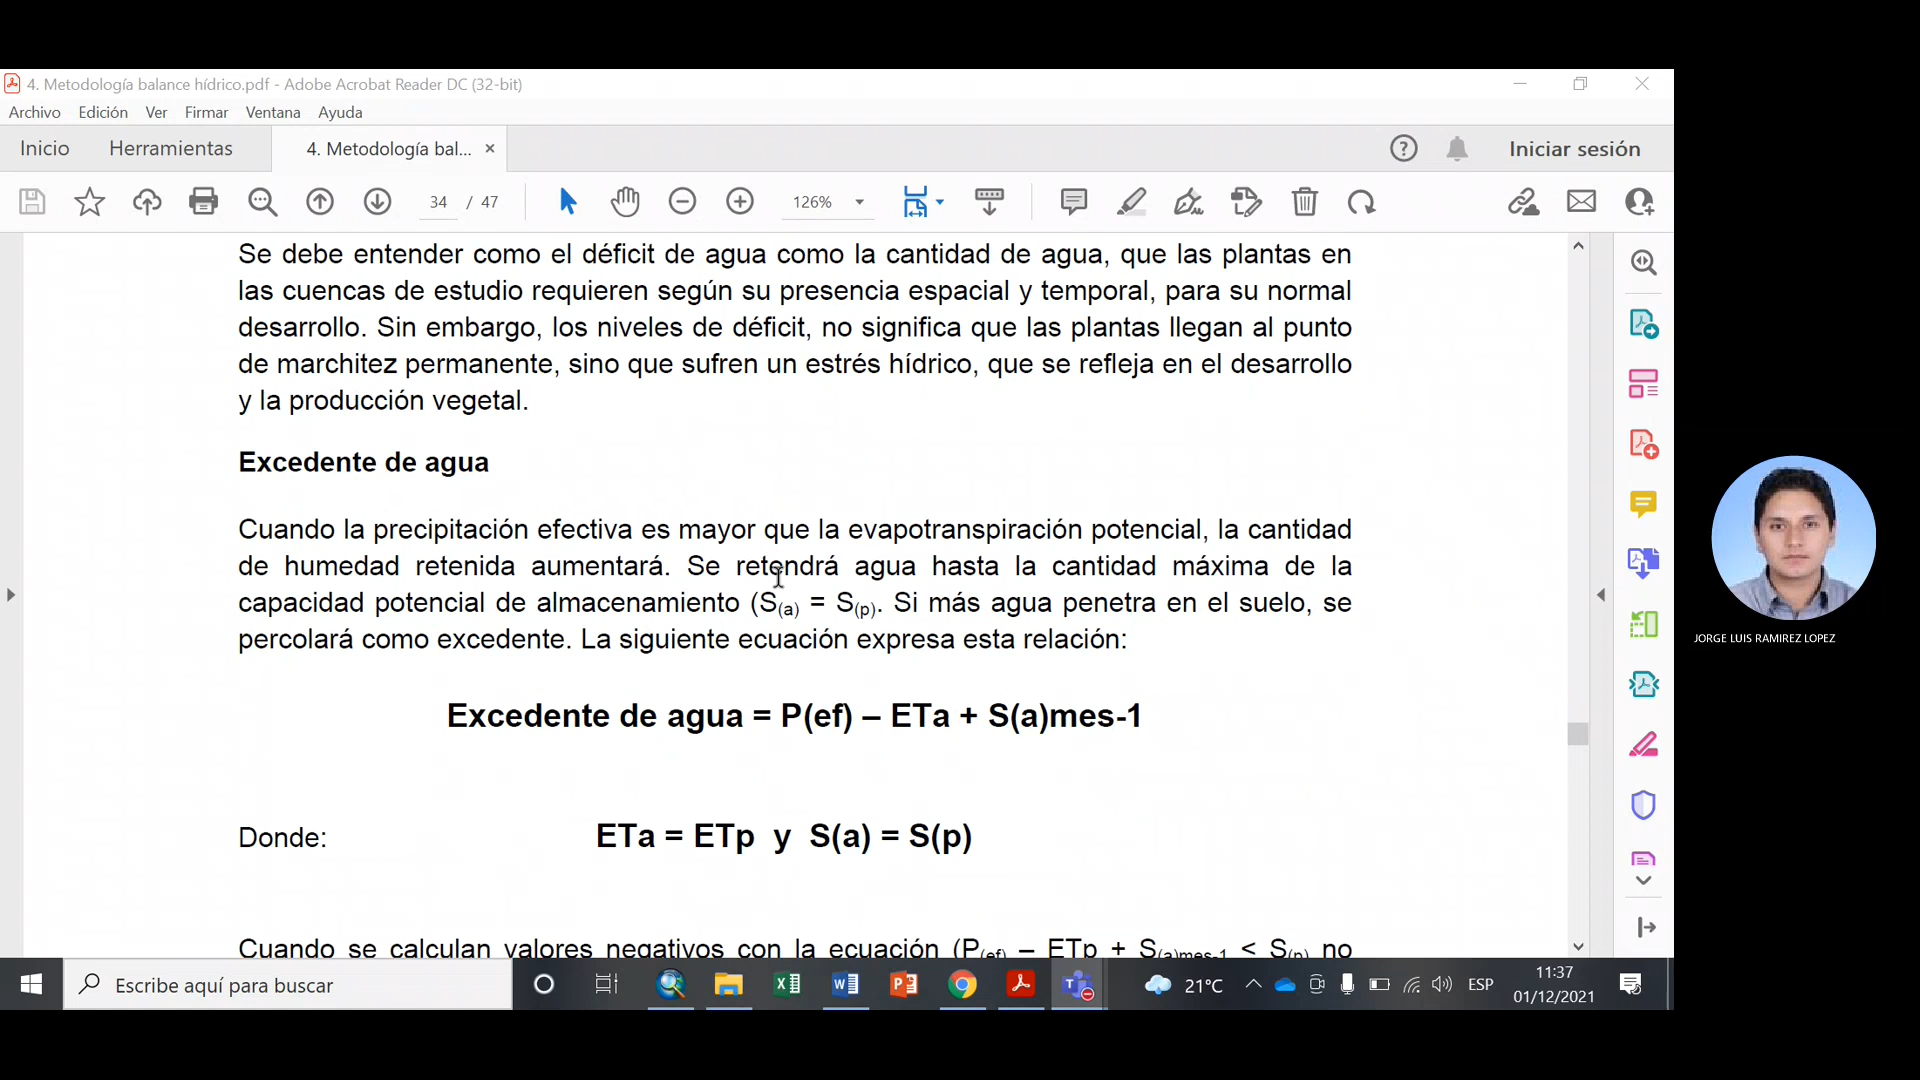 4. Metodología balance hídrico.pdf - Adobe Acrobat Reader DC (32-bit)
Archivo Edición Ver Firmar Ventana Ayuda
Inicio Herramientas 4. Metodología bal... × Iniciar sesión
34 / 47 126%
Se debe entender como el déficit de agua como la cantidad de agua, que las plantas en
las cuencas de estudio requieren según su presencia espacial y temporal, para su normal
desarrollo. Sin embargo, los niveles de déficit, no significa que las plantas llegan al punto
de marchitez permanente, sino que sufren un estrés hídrico, que se refleja en el desarrollo
y la producción vegetal.
Excedente de agua
Cuando la precipitación efectiva es mayor que la evapotranspiración potencial, la cantidad
de humedad retenida aumentará. Se retendrá agua hasta la cantidad máxima de la
capacidad potencial de almacenamiento (S(a) = S(p). Si más agua penetra en el suelo, se
percolará como excedente. La siguiente ecuación expresa esta relación:
Excedente de agua = P(ef) – ETa + S(a)mes-1
Donde: ETa = ETp y S(a) = S(p)
Cuando se calculan valores negativos con la ecuación (P(ef) – ETp + S(a)mes-1 < S(p) no
JORGE LUIS RAMIREZ LOPEZ
Escribe aquí para buscar
21°C ESP
11:37
01/12/2021